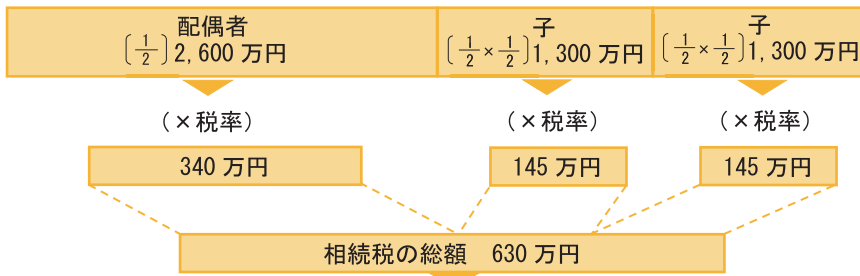 配偶者 子 子
(1/2) 2,600 万円 (1/2×1/2) 1,300 万円 (1/2×1/2) 1,300 万円
(×税率) (×税率) (×税率)
340 万円 145 万円 145 万円
相続税の総額 630 万円